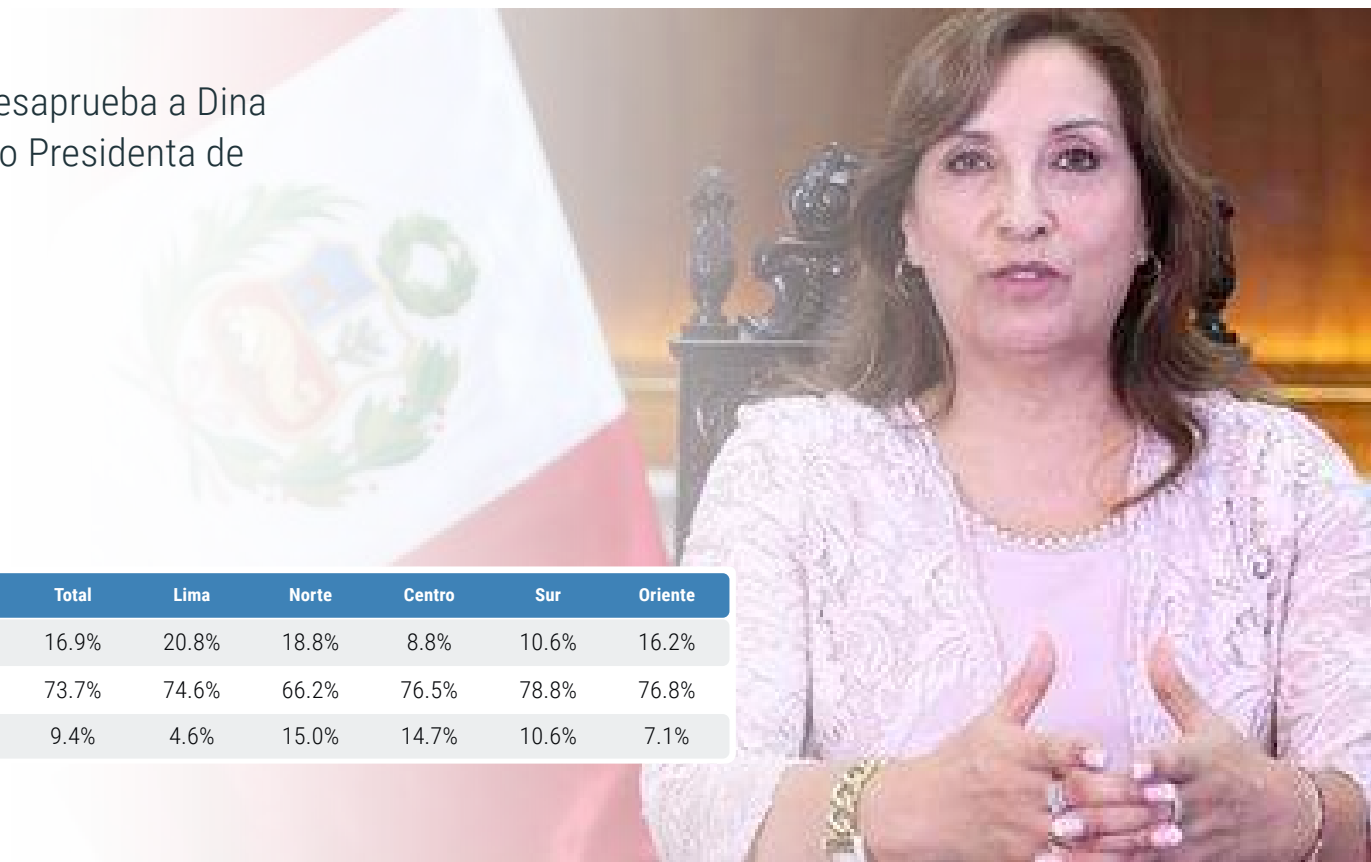 esaprueba a Dina
o Presidenta de
Total Lima Norte Centro Sur Oriente
16.9% 20.8% 18.8% 8.8% 10.6% 16.2%
73.7% 74.6% 66.2% 76.5% 78.8% 76.8%
9.4% 4.6% 15.0% 14.7% 10.6% 7.1%